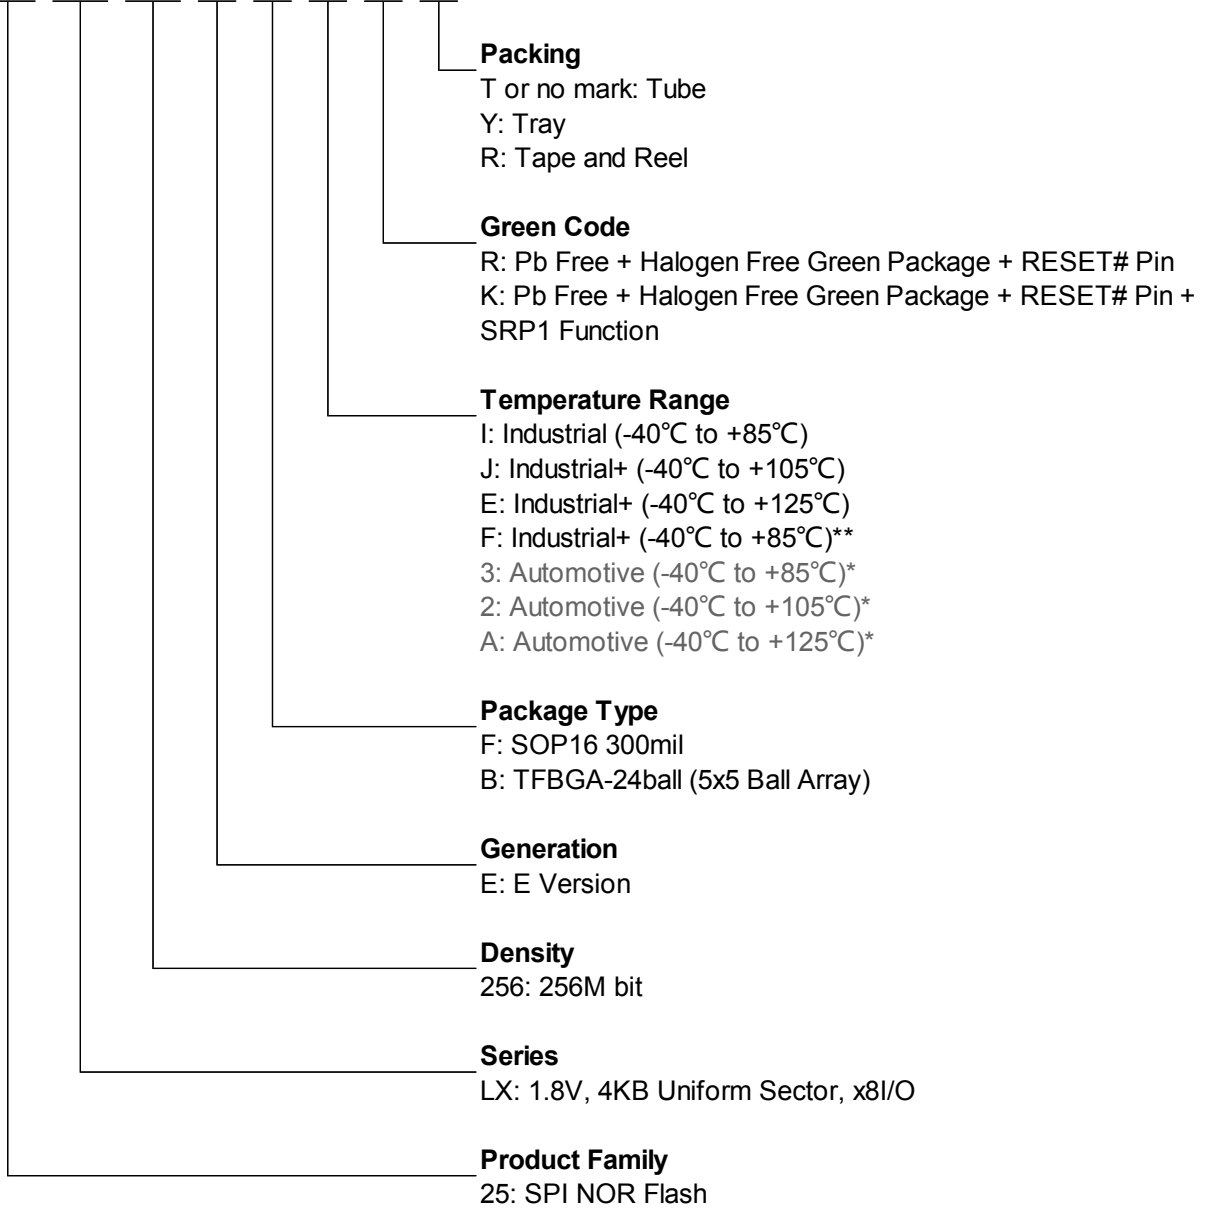 Packing
T or no mark: Tube
Y: Tray
R: Tape and Reel
Green Code
R: Pb Free + Halogen Free Green Package + RESET# Pin
K: Pb Free + Halogen Free Green Package + RESET# Pin +
SRP1 Function
Temperature Range
I: Industrial (-40℃ to +85℃)
J: Industrial+ (-40℃ to +105℃)
E: Industrial+ (-40℃ to +125℃)
F: Industrial+ (-40℃ to +85℃)**
3: Automotive (-40℃ to +85℃)*
2: Automotive (-40℃ to +105℃)*
A: Automotive (-40℃ to +125℃)*
Package Type
F: SOP16 300mil
B: TFBGA-24ball (5x5 Ball Array)
Generation
E: E Version
Density
256: 256M bit
Series
LX: 1.8V, 4KB Uniform Sector, x8I/O
Product Family
25: SPI NOR Flash